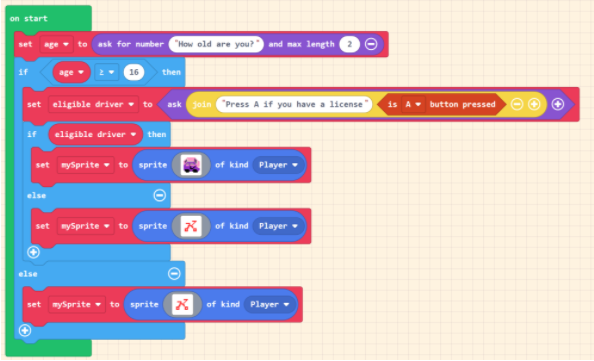 on start
set age to ask for number "How old are you?" and max length 2
if age ≥ 16 then
set eligible driver to ask join "Press A if you have a license" is A button pressed
if eligible driver then
set mySprite to sprite of kind Player
else
set mySprite to sprite of kind Player
else
set mySprite to sprite of kind Player